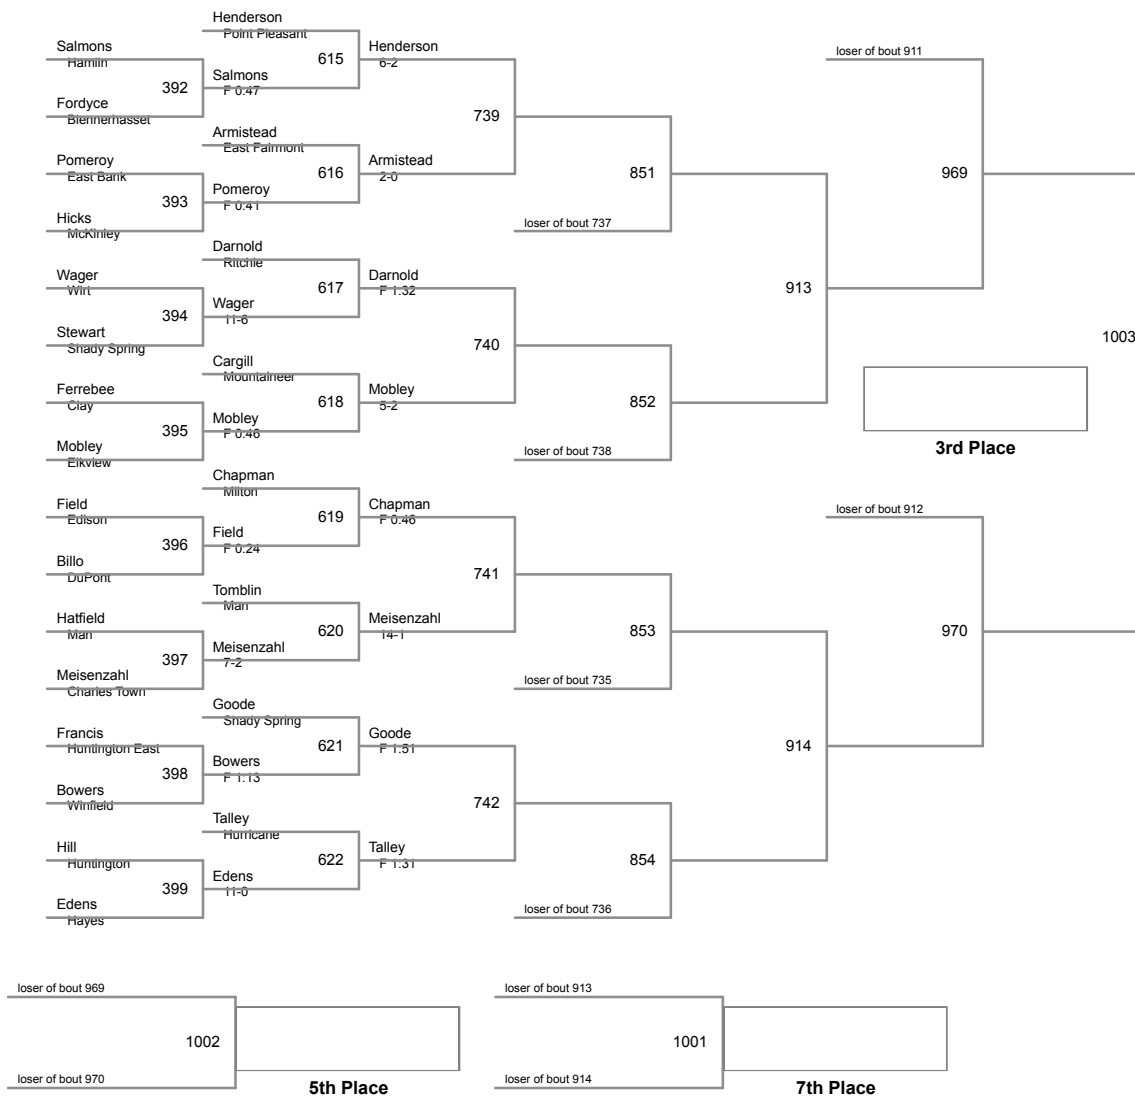 Henderson
Point Pleasant
Salmons
Hamlin
615
Henderson
6-2
loser of bout 911
392
Salmons
F 0:47
Fordyce
Blennerhasset
739
Armistead
East Fairmont
Pomeroy
East Bank
616
Armistead
2-0
851
969
393
Pomeroy
F 0:41
Hicks
McKinley
loser of bout 737
Darnold
Ritchie
Wager
Wirt
617
Darnold
F 1:32
913
394
Wager
11-6
Stewart
Shady Spring
740
1003
Cargill
Mountaineer
Ferrebee
Clay
618
Mobley
5-2
852
395
Mobley
F 0:46
Mobley
Elkview
loser of bout 738
3rd Place
Chapman
Milton
Field
Edison
619
Chapman
F 0:46
loser of bout 912
396
Field
F 0:24
Billo
DuPont
741
Tomblin
Man
Hatfield
Man
620
Meisenzahl
14-1
853
970
397
Meisenzahl
7-2
Meisenzahl
Charles Town
loser of bout 735
Goode
Shady Spring
Francis
Huntington East
621
Goode
F 1:51
914
398
Bowers
F 1:13
Bowers
Winfield
742
Talley
Hurricane
Hill
Huntington
622
Talley
F 1:31
854
399
Edens
11-0
Edens
Hayes
loser of bout 736
loser of bout 969
1002
loser of bout 970
5th Place
loser of bout 913
1001
loser of bout 914
7th Place